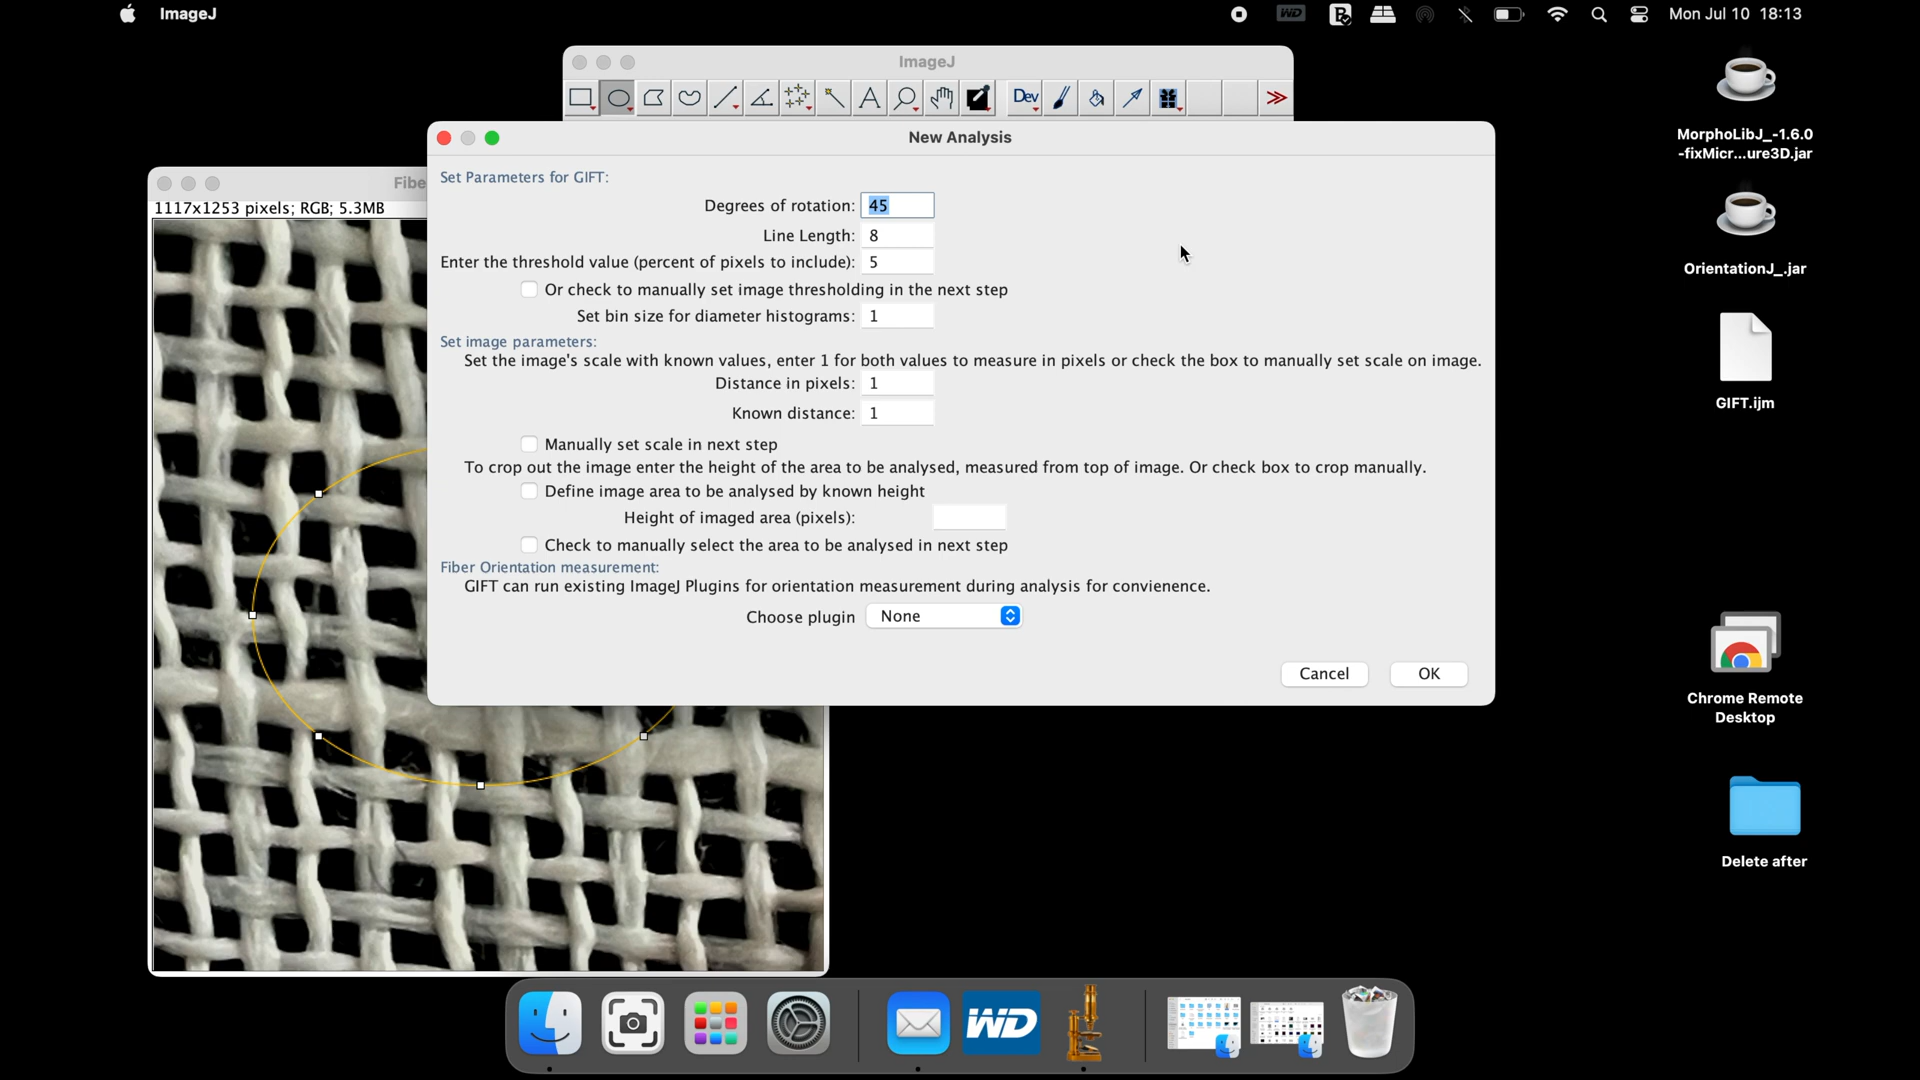 ImageJ
WD
Mon Jul 10 18:13
ImageJ
Dev
New Analysis
Fibe
1117x1253 pixels; RGB; 5.3MB
Set Parameters for GIFT:
Degrees of rotation: 45
Line Length: 8
Enter the threshold value (percent of pixels to include): 5
Or check to manually set image thresholding in the next step
Set bin size for diameter histograms: 1
Set image parameters:
Set the image's scale with known values, enter 1 for both values to measure in pixels or check the box to manually set scale on image.
Distance in pixels: 1
Known distance: 1
Manually set scale in next step
To crop out the image enter the height of the area to be analysed, measured from top of image. Or check box to crop manually.
Define image area to be analysed by known height
Height of imaged area (pixels):
Check to manually select the area to be analysed in next step
Fiber Orientation measurement:
GIFT can run existing ImageJ Plugins for orientation measurement during analysis for convienence.
Choose plugin None
Cancel OK
MorphoLibJ_-1.6.0
-fixMicr...ure3D.jar
OrientationJ_.jar
GIFT.ijm
Chrome Remote
Desktop
Delete after
WD